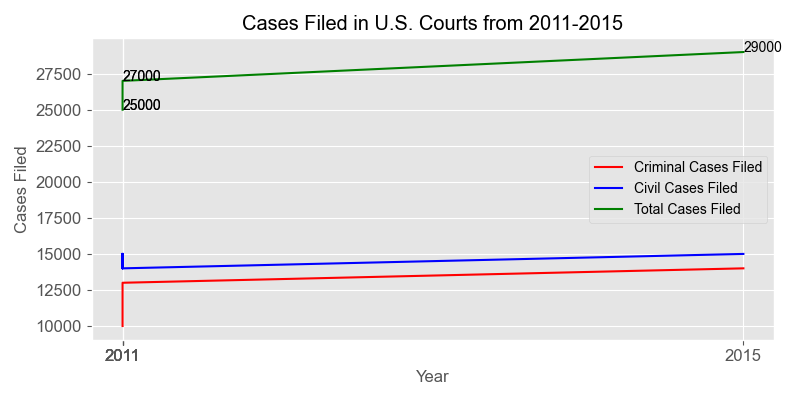 Cases Filed in U.S. Courts from 2011-2015
29000
27000
25000
27500
25000
22500
20000
17500
15000
12500
10000
Cases Filed
Criminal Cases Filed
Civil Cases Filed
Total Cases Filed
2011
2015
Year